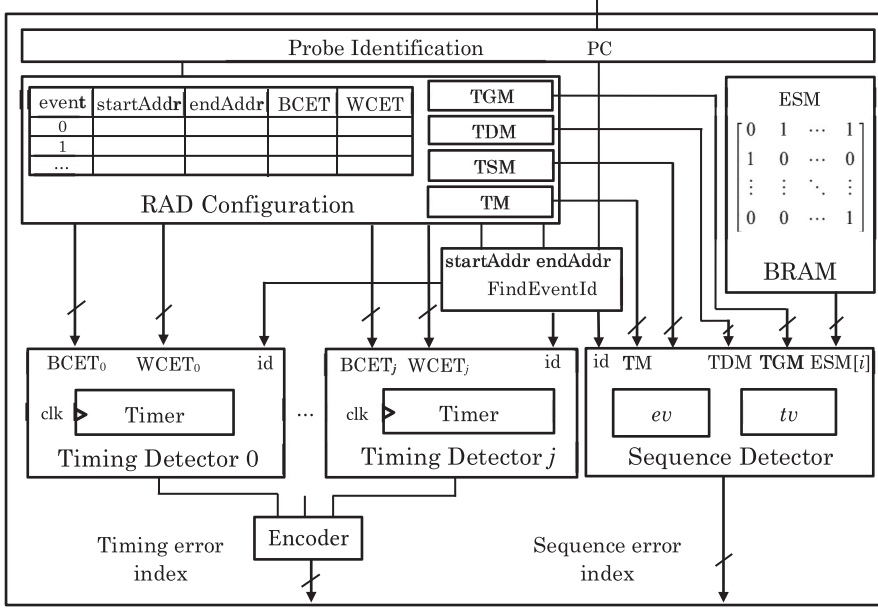 Probe Identification PC
event startAddr endAddr BCET WCET
0
1
...
TGM
TDM
TSM
TM
RAD Configuration
ESM
0 1 ⋯ 1
1 0 ⋯ 0
⋮ ⋮ ⋱ ⋮
0 0 ⋯ 1
BRAM
startAddr endAddr
FindEventId
BCET₀ WCET₀ id
clk Timer
Timing Detector 0
...
BCETⱼ WCETⱼ id
clk Timer
Timing Detector j
id TM TDM TGM ESM[i]
ev tv
Sequence Detector
Encoder
Timing error
index
Sequence error
index